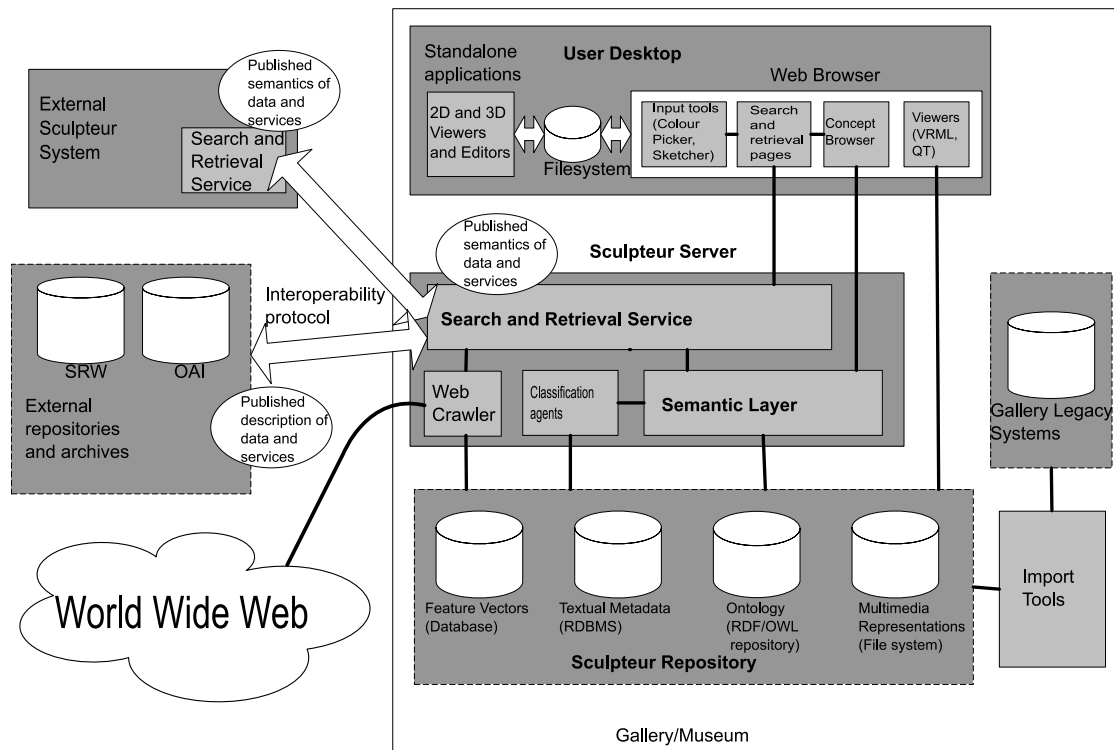 Published
semantics of
data and
services
External
Sculpteur
System
Search and
Retrieval
Service
Standalone
applications
User Desktop
Web Browser
2D and 3D
Viewers
and Editors
Filesystem
Input tools
(Colour
Picker,
Sketcher)
Search
and
retrieval
pages
Concept
Browser
Viewers
(VRML,
QT)
Published
semantics of
data and
services
Sculpteur Server
Interoperability
protocol
Search and Retrieval Service
SRW
OAI
External
repositories
and archives
Published
description of
data and
services
Web
Crawler
Classification
agents
Semantic Layer
Gallery Legacy
Systems
World Wide Web
Feature Vectors
(Database)
Textual Metadata
(RDBMS)
Ontology
(RDF/OWL
repository)
Multimedia
Representations
(File system)
Sculpteur Repository
Import
Tools
Gallery/Museum